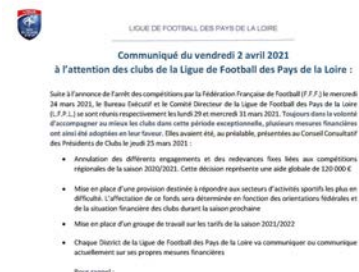 LIGUE DE FOOTBALL DES PAYS DE LA LOIRE
Communiqué du vendredi 2 avril 2021
à l'attention des clubs de la Ligue de Football des Pays de la Loire :
Suite à l'annonce de l'arrêt des compétitions par la Fédération Française de Football (F.F.F.) le mercredi
24 mars 2021, le Bureau Exécutif et le Comité Directeur de la Ligue de Football des Pays de la Loire
(L.F.P.L.) se sont réunis respectivement les lundi 29 et mercredi 31 mars 2021. Toujours dans la volonté
d'accompagner au mieux les clubs dans cette période exceptionnelle, plusieurs mesures financières
ont ainsi été adoptées en leur faveur. Elles avaient été, au préalable, présentées au Conseil Consultatif
des Présidents de Clubs le jeudi 25 mars 2021 :
• Annulation des différents engagements et des redevances fixes liées aux compétitions
régionales de la saison 2020/2021. Cette décision représente une aide globale de 120 000 €
• Mise en place d'une provision destinée à répondre aux secteurs d'activités sportifs les plus en
difficulté. L'affectation de ce fonds sera déterminée en fonction des orientations fédérales et
de la situation financière des clubs durant la saison prochaine
• Mise en place d'un groupe de travail sur les tarifs de la saison 2021/2022
• Chaque District de la Ligue de Football des Pays de la Loire va communiquer ou communique
actuellement sur ses propres mesures financières
Pour rappel :